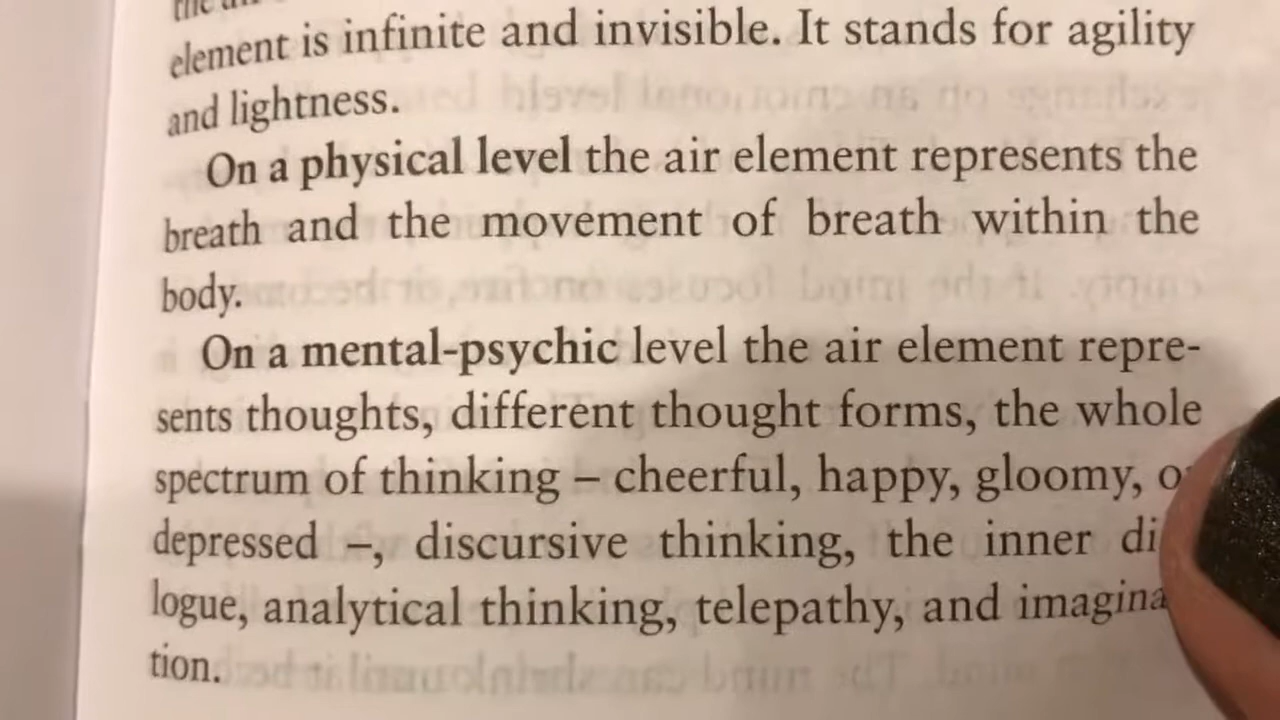 the
element is infinite and invisible. It stands for agility
and lightness.
On a physical level the air element represents the
breath and the movement of breath within the
body.
On a mental-psychic level the air element repre-
sents thoughts, different thought forms, the whole
spectrum of thinking – cheerful, happy, gloomy,
depressed –, discursive thinking, the inner
logue, analytical thinking, telepathy, and imagina
tion.